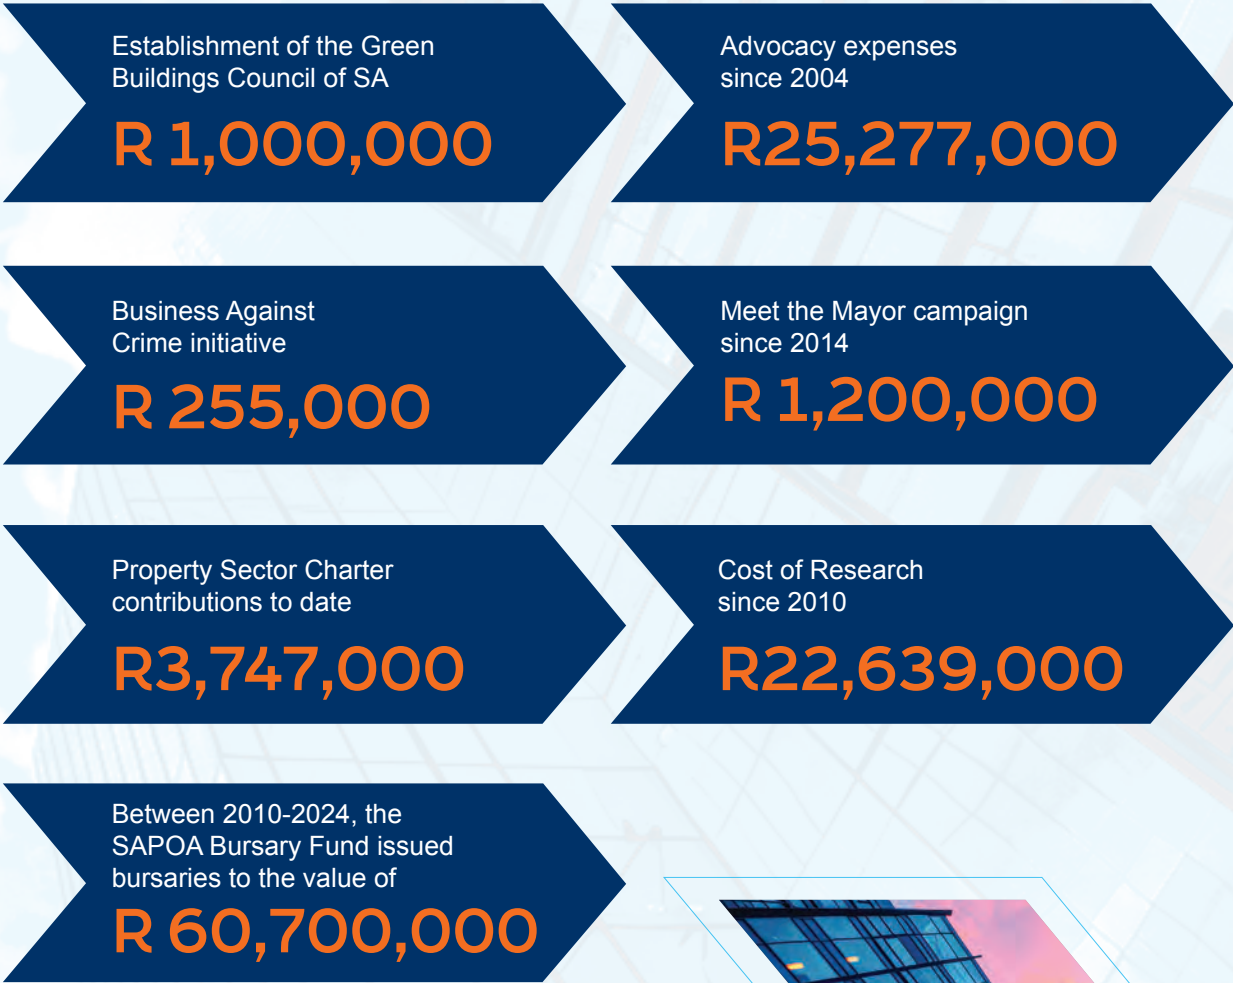 Establishment of the Green
Buildings Council of SA
R 1,000,000
Advocacy expenses
since 2004
R25,277,000
Business Against
Crime initiative
R 255,000
Meet the Mayor campaign
since 2014
R 1,200,000
Property Sector Charter
contributions to date
R3,747,000
Cost of Research
since 2010
R22,639,000
Between 2010-2024, the
SAPOA Bursary Fund issued
bursaries to the value of
R 60,700,000